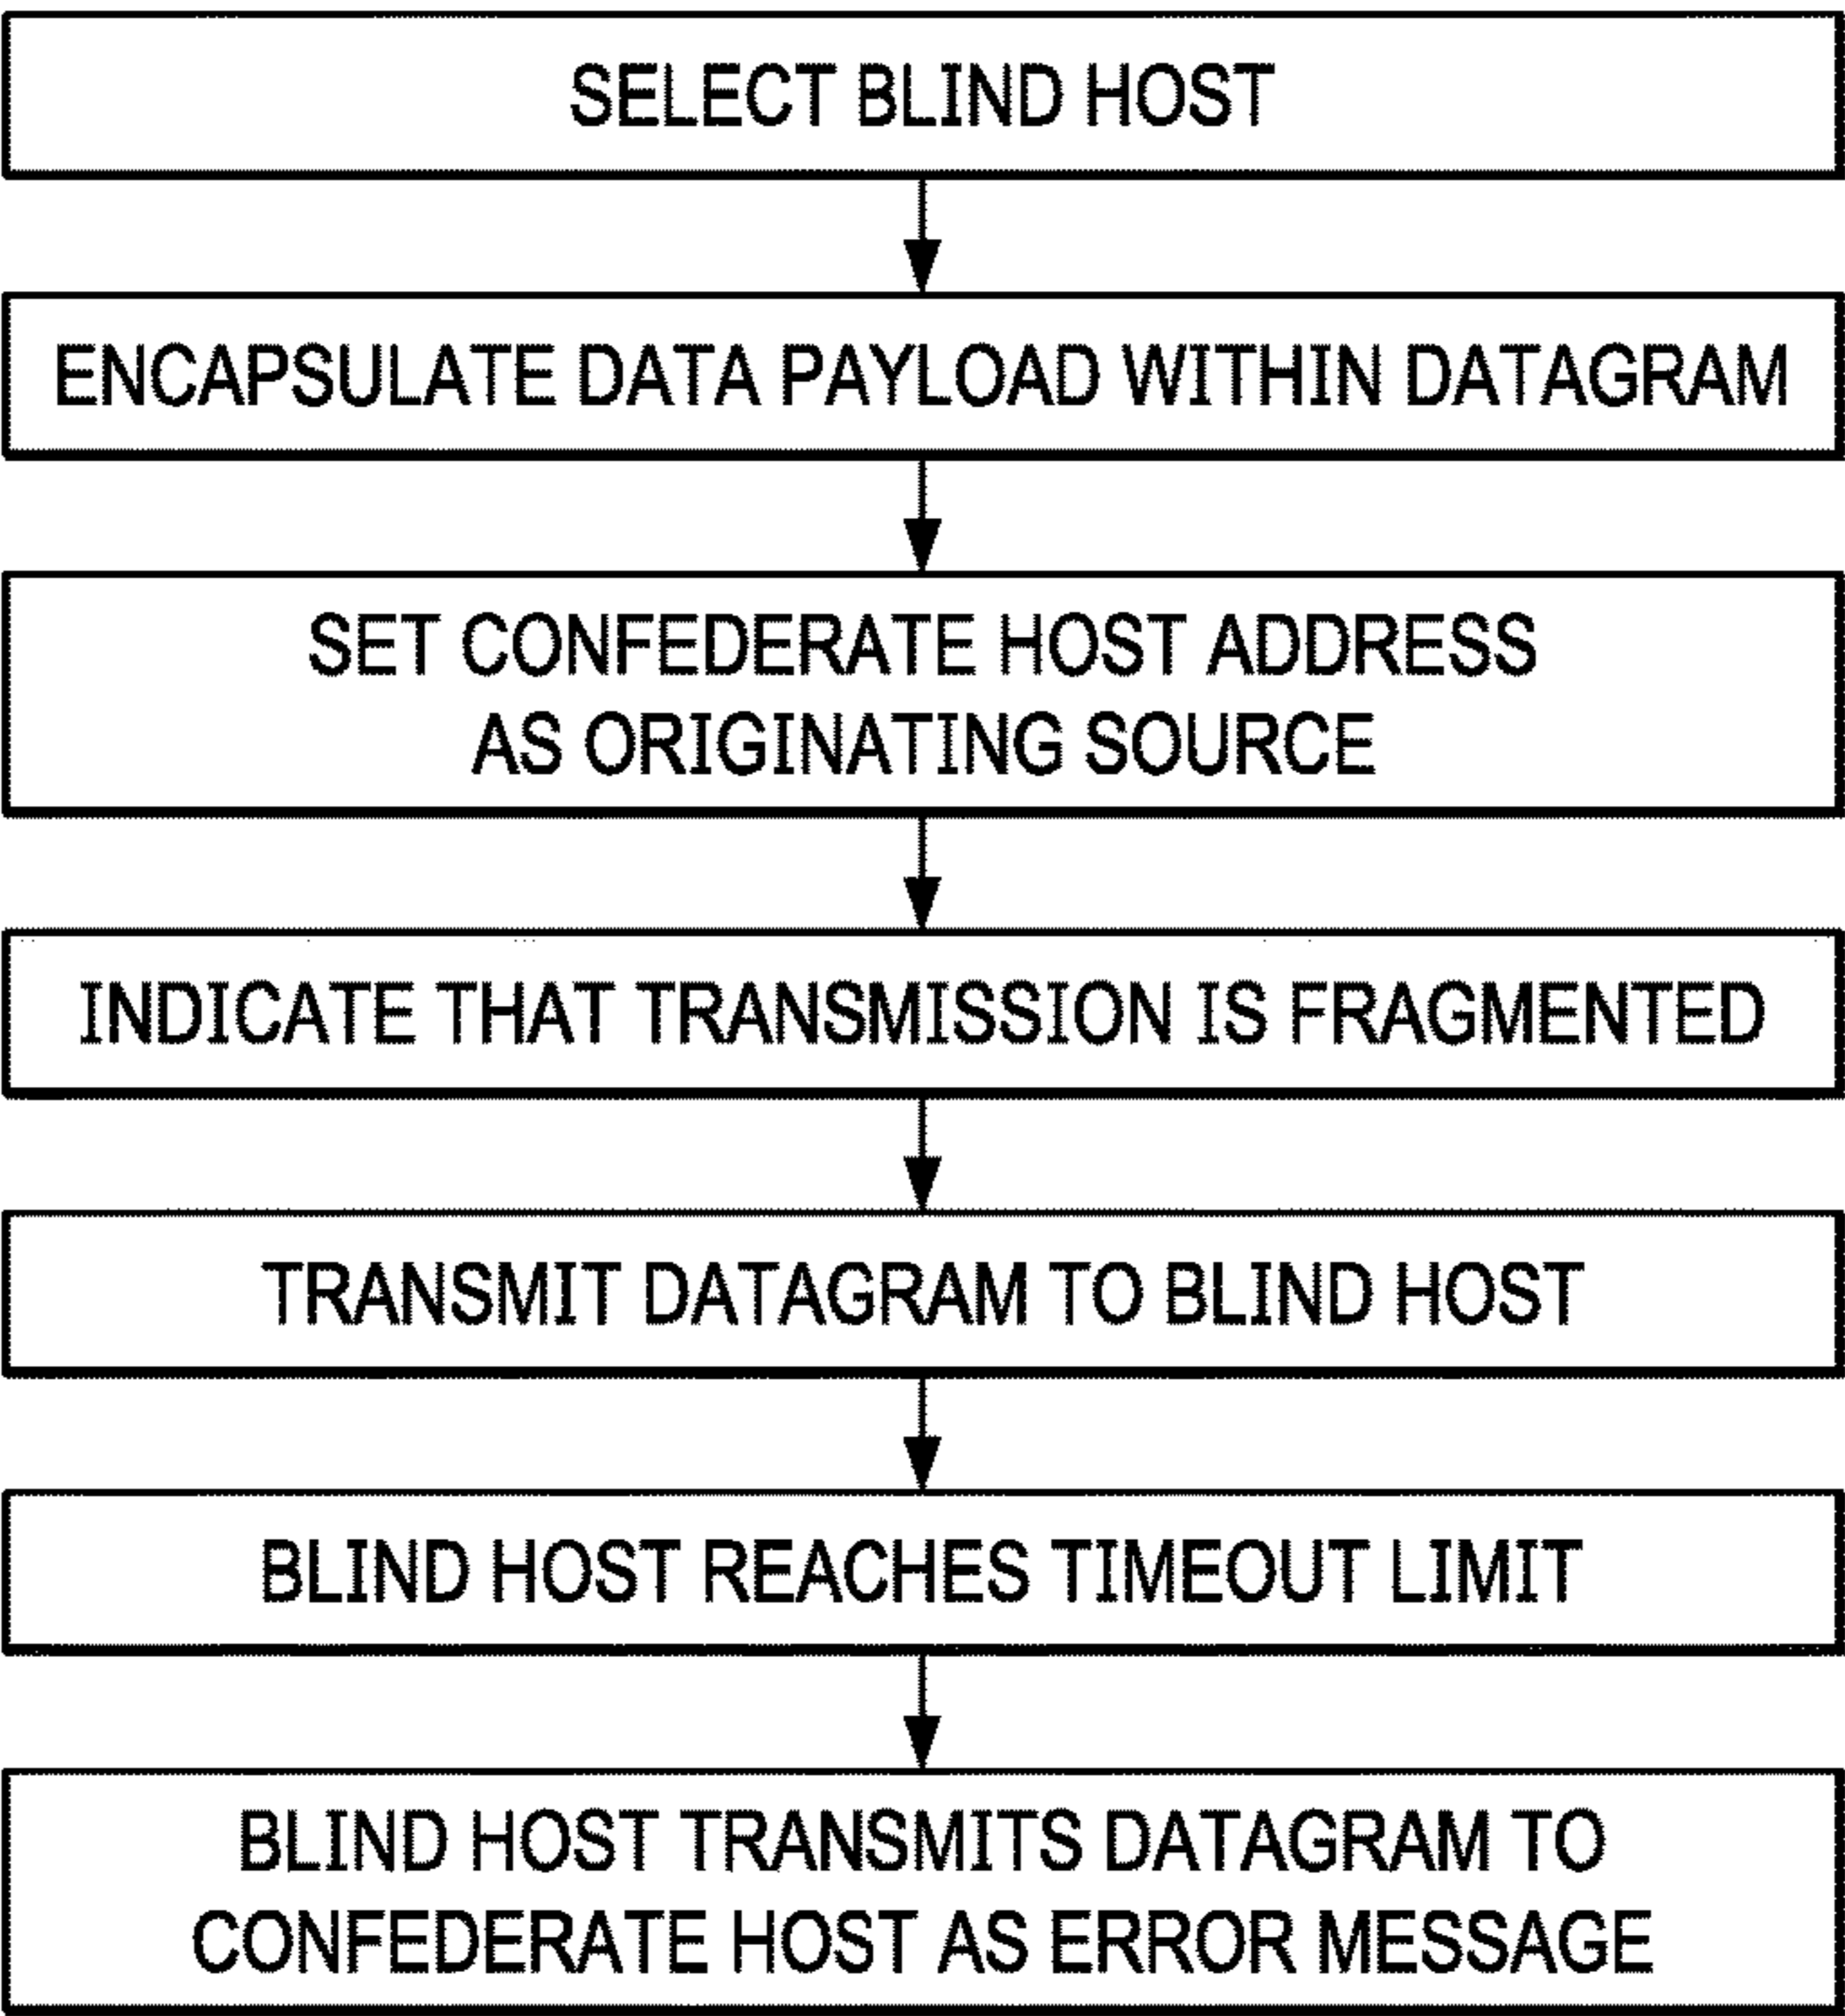 SELECT BLIND HOST
ENCAPSULATE DATA PAYLOAD WITHIN DATAGRAM
SET CONFEDERATE HOST ADDRESS
AS ORIGINATING SOURCE
INDICATE THAT TRANSMISSION IS FRAGMENTED
TRANSMIT DATAGRAM TO BLIND HOST
BLIND HOST REACHES TIMEOUT LIMIT
BLIND HOST TRANSMITS DATAGRAM TO
CONFEDERATE HOST AS ERROR MESSAGE